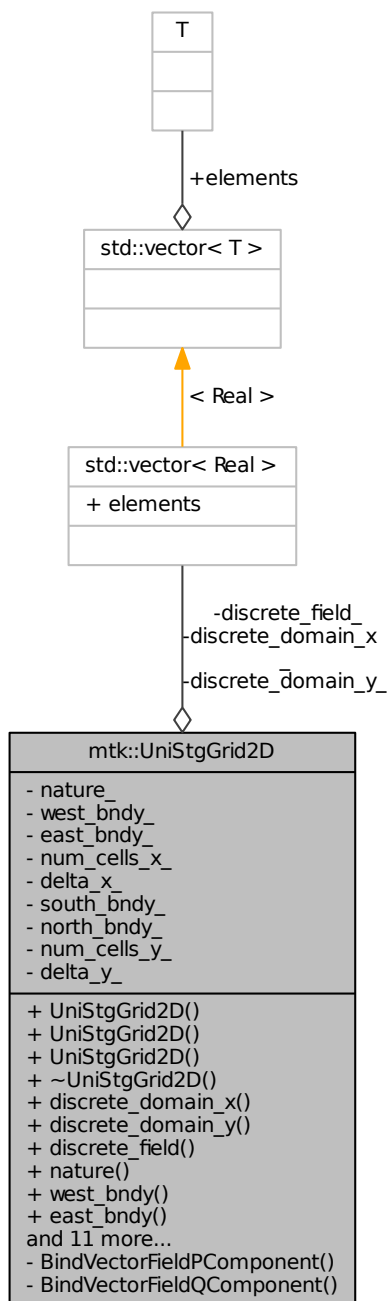 T
+elements
std::vector< T >
< Real >
std::vector< Real >
+ elements
-discrete_field_
-discrete_domain_x
_
-discrete_domain_y_
mtk::UniStgGrid2D
- nature_
- west_bndy_
- east_bndy_
- num_cells_x_
- delta_x_
- south_bndy_
- north_bndy_
- num_cells_y_
- delta_y_
+ UniStgGrid2D()
+ UniStgGrid2D()
+ UniStgGrid2D()
+ ~UniStgGrid2D()
+ discrete_domain_x()
+ discrete_domain_y()
+ discrete_field()
+ nature()
+ west_bndy()
+ east_bndy()
and 11 more...
- BindVectorFieldPComponent()
- BindVectorFieldQComponent()